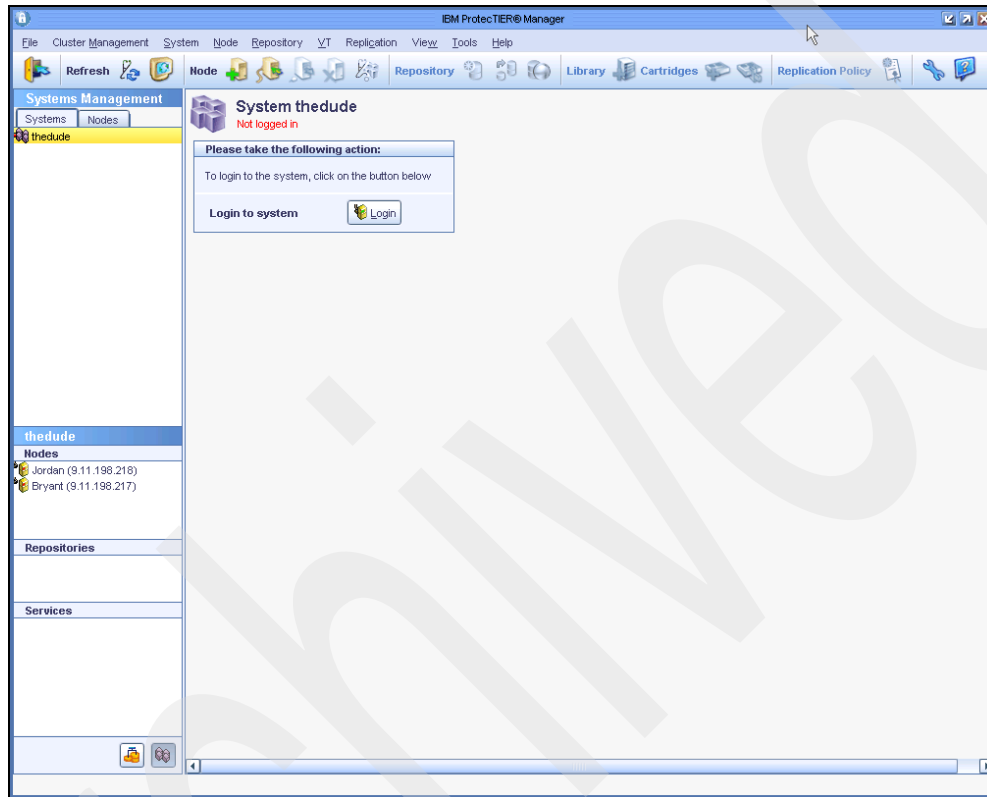 IBM ProtecTIER® Manager
File Cluster Management System Node Repository VT Replication View Tools Help
Refresh Node Repository Library Cartridges Replication Policy
Systems Management
Systems Nodes
thedude
System thedude
Not logged in
Please take the following action:
To login to the system, click on the button below
Login to system Login
thedude
Nodes
Jordan (9.11.198.218)
Bryant (9.11.198.217)
Repositories
Services